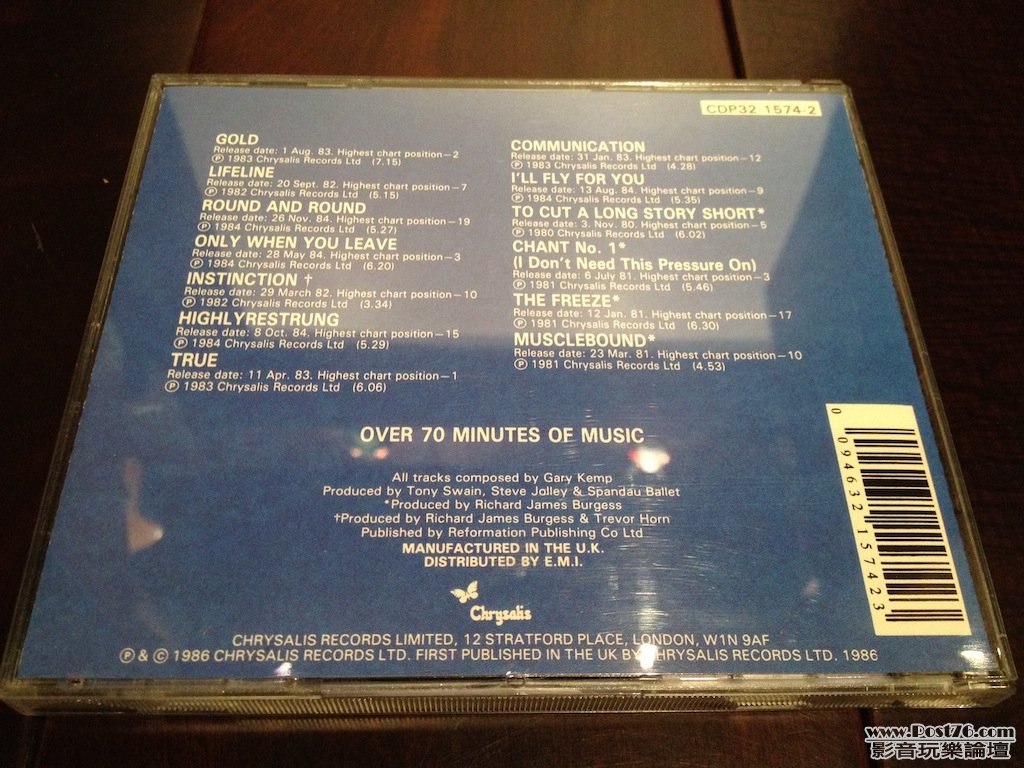 CDP32 1574-2
GOLD
Release date: 1 Aug. 83. Highest chart position—2
Ⓟ 1983 Chrysalis Records Ltd (7.15)
LIFELINE
Release date: 20 Sept. 82. Highest chart position—7
Ⓟ 1982 Chrysalis Records Ltd (5.15)
ROUND AND ROUND
Release date: 26 Nov. 84. Highest chart position—19
Ⓟ 1984 Chrysalis Records Ltd (5.27)
ONLY WHEN YOU LEAVE
Release date: 28 May 84. Highest chart position—3
Ⓟ 1984 Chrysalis Records Ltd (6.20)
INSTINCTION †
Release date: 29 March 82. Highest chart position—10
Ⓟ 1982 Chrysalis Records Ltd (3.34)
HIGHLYRESTRUNG
Release date: 8 Oct. 84. Highest chart position—15
Ⓟ 1984 Chrysalis Records Ltd (5.29)
TRUE
Release date: 11 Apr. 83. Highest chart position—1
Ⓟ 1983 Chrysalis Records Ltd (6.06)
COMMUNICATION
Release date: 31 Jan. 83. Highest chart position—12
Ⓟ 1983 Chrysalis Records Ltd (4.28)
I'LL FLY FOR YOU
Release date: 13 Aug. 84. Highest chart position—9
Ⓟ 1984 Chrysalis Records Ltd (5.35)
TO CUT A LONG STORY SHORT*
Release date: 3. Nov. 80. Highest chart position—5
Ⓟ 1980 Chrysalis Records Ltd (6.02)
CHANT No. 1*
(I Don't Need This Pressure On)
Release date: 6 July 81. Highest chart position—3
Ⓟ 1981 Chrysalis Records Ltd (5.46)
THE FREEZE*
Release date: 12 Jan. 81. Highest chart position—17
Ⓟ 1981 Chrysalis Records Ltd (6.30)
MUSCLEBOUND*
Release date: 23 Mar. 81. Highest chart position—10
Ⓟ 1981 Chrysalis Records Ltd (4.53)
OVER 70 MINUTES OF MUSIC
All tracks composed by Gary Kemp
Produced by Tony Swain, Steve Jolley & Spandau Ballet
*Produced by Richard James Burgess
†Produced by Richard James Burgess & Trevor Horn
Published by Reformation Publishing Co Ltd
MANUFACTURED IN THE U.K.
DISTRIBUTED BY E.M.I.
Chrysalis
CHRYSALIS RECORDS LIMITED, 12 STRATFORD PLACE, LONDON, W1N 9AF
Ⓟ & © 1986 CHRYSALIS RECORDS LTD. FIRST PUBLISHED IN THE UK BY CHRYSALIS RECORDS LTD. 1986
0 094632 157423
www.Post76.com
影音玩樂論壇